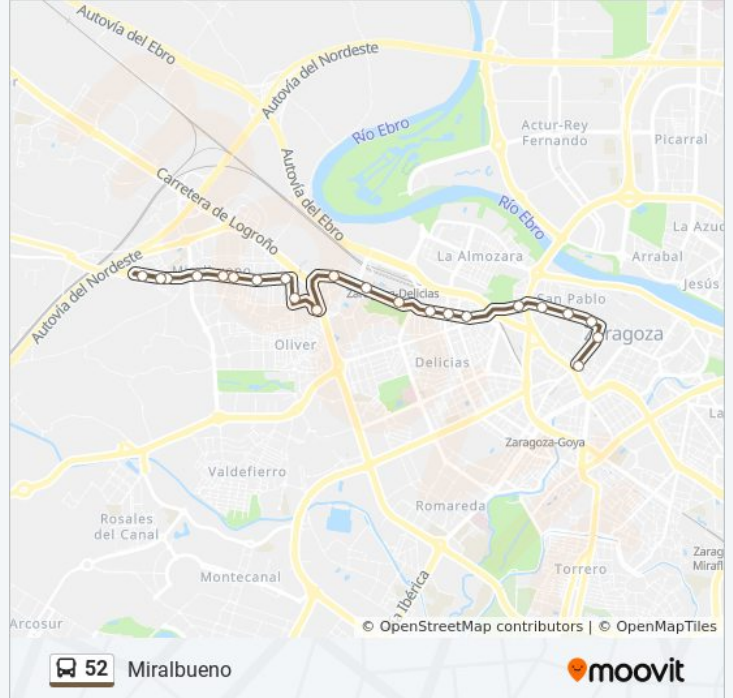 Autovía del Ebro
Autovía del Nordeste
Río Ebro
Actur-Rey
Fernando
Picarral
Autovía del Ebro
Carretera de Logroño
Río Ebro
La Almozara
Arrabal
Jesús
Autovía del Nordeste
San Pablo
Zaragoza
Oliver
Delicias
Zaragoza-Goya
Valdefierro
Romareda
Rosales
del Canal
Montecanal
Torrero
Arcosur
© OpenStreetMap contributors | © OpenMapTiles
52 Miralbueno
moovit